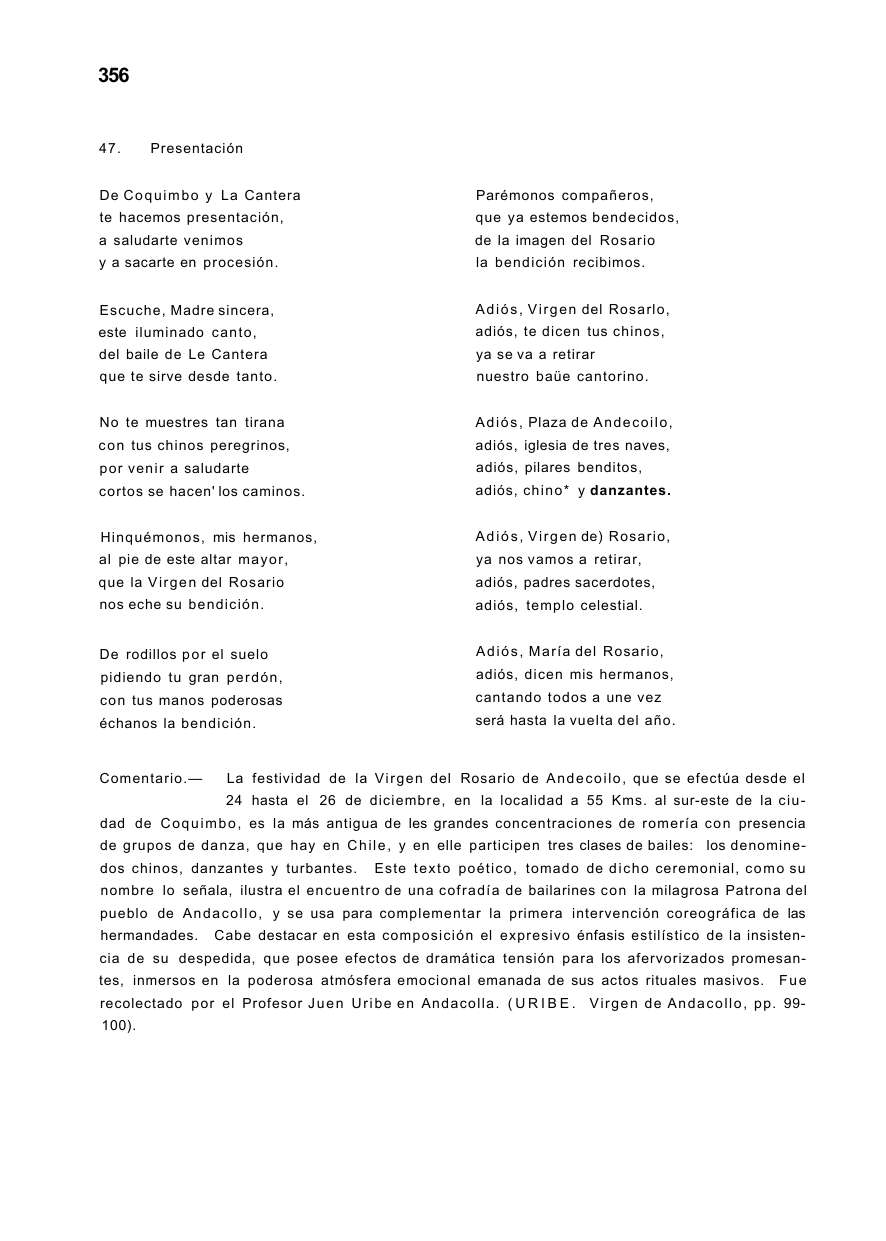 356
47. Presentación
De Coquimbo y La Cantera
te hacemos presentación,
a saludarte venimos
y a sacarte en procesión.
Escuche, Madre sincera,
este iluminado canto,
del baile de Le Cantera
que te sirve desde tanto.
No te muestres tan tirana
con tus chinos peregrinos,
por venir a saludarte
cortos se hacen' los caminos.
Hinquémonos, mis hermanos,
al pie de este altar mayor,
que la Virgen del Rosario
nos eche su bendición.
De rodillos por el suelo
pidiendo tu gran perdón,
con tus manos poderosas
échanos la bendición.
Parémonos compañeros,
que ya estemos bendecidos,
de la imagen del Rosario
la bendición recibimos.
Adiós, Virgen del Rosarlo,
adiós, te dicen tus chinos,
ya se va a retirar
nuestro baüe cantorino.
Adiós, Plaza de Andecoilo,
adiós, iglesia de tres naves,
adiós, pilares benditos,
adiós, chino* y danzantes.
Adiós, Virgen de) Rosario,
ya nos vamos a retirar,
adiós, padres sacerdotes,
adiós, templo celestial.
Adiós, María del Rosario,
adiós, dicen mis hermanos,
cantando todos a une vez
será hasta la vuelta del año.
Comentario.— La festividad de la Virgen del Rosario de Andecoilo, que se efectúa desde el
24 hasta el 26 de diciembre, en la localidad a 55 Kms. al sur-este de la ciu-
dad de Coquimbo, es la más antigua de les grandes concentraciones de romería con presencia
de grupos de danza, que hay en Chile, y en elle participen tres clases de bailes: los denomine-
dos chinos, danzantes y turbantes. Este texto poético, tomado de dicho ceremonial, como su
nombre lo señala, ilustra el encuentro de una cofradía de bailarines con la milagrosa Patrona del
pueblo de Andacollo, y se usa para complementar la primera intervención coreográfica de las
hermandades. Cabe destacar en esta composición el expresivo énfasis estilístico de la insisten-
cia de su despedida, que posee efectos de dramática tensión para los afervorizados promesan-
tes, inmersos en la poderosa atmósfera emocional emanada de sus actos rituales masivos. Fue
recolectado por el Profesor Juen Uribe en Andacolla. (URIBE. Virgen de Andacollo, pp. 99-
100).